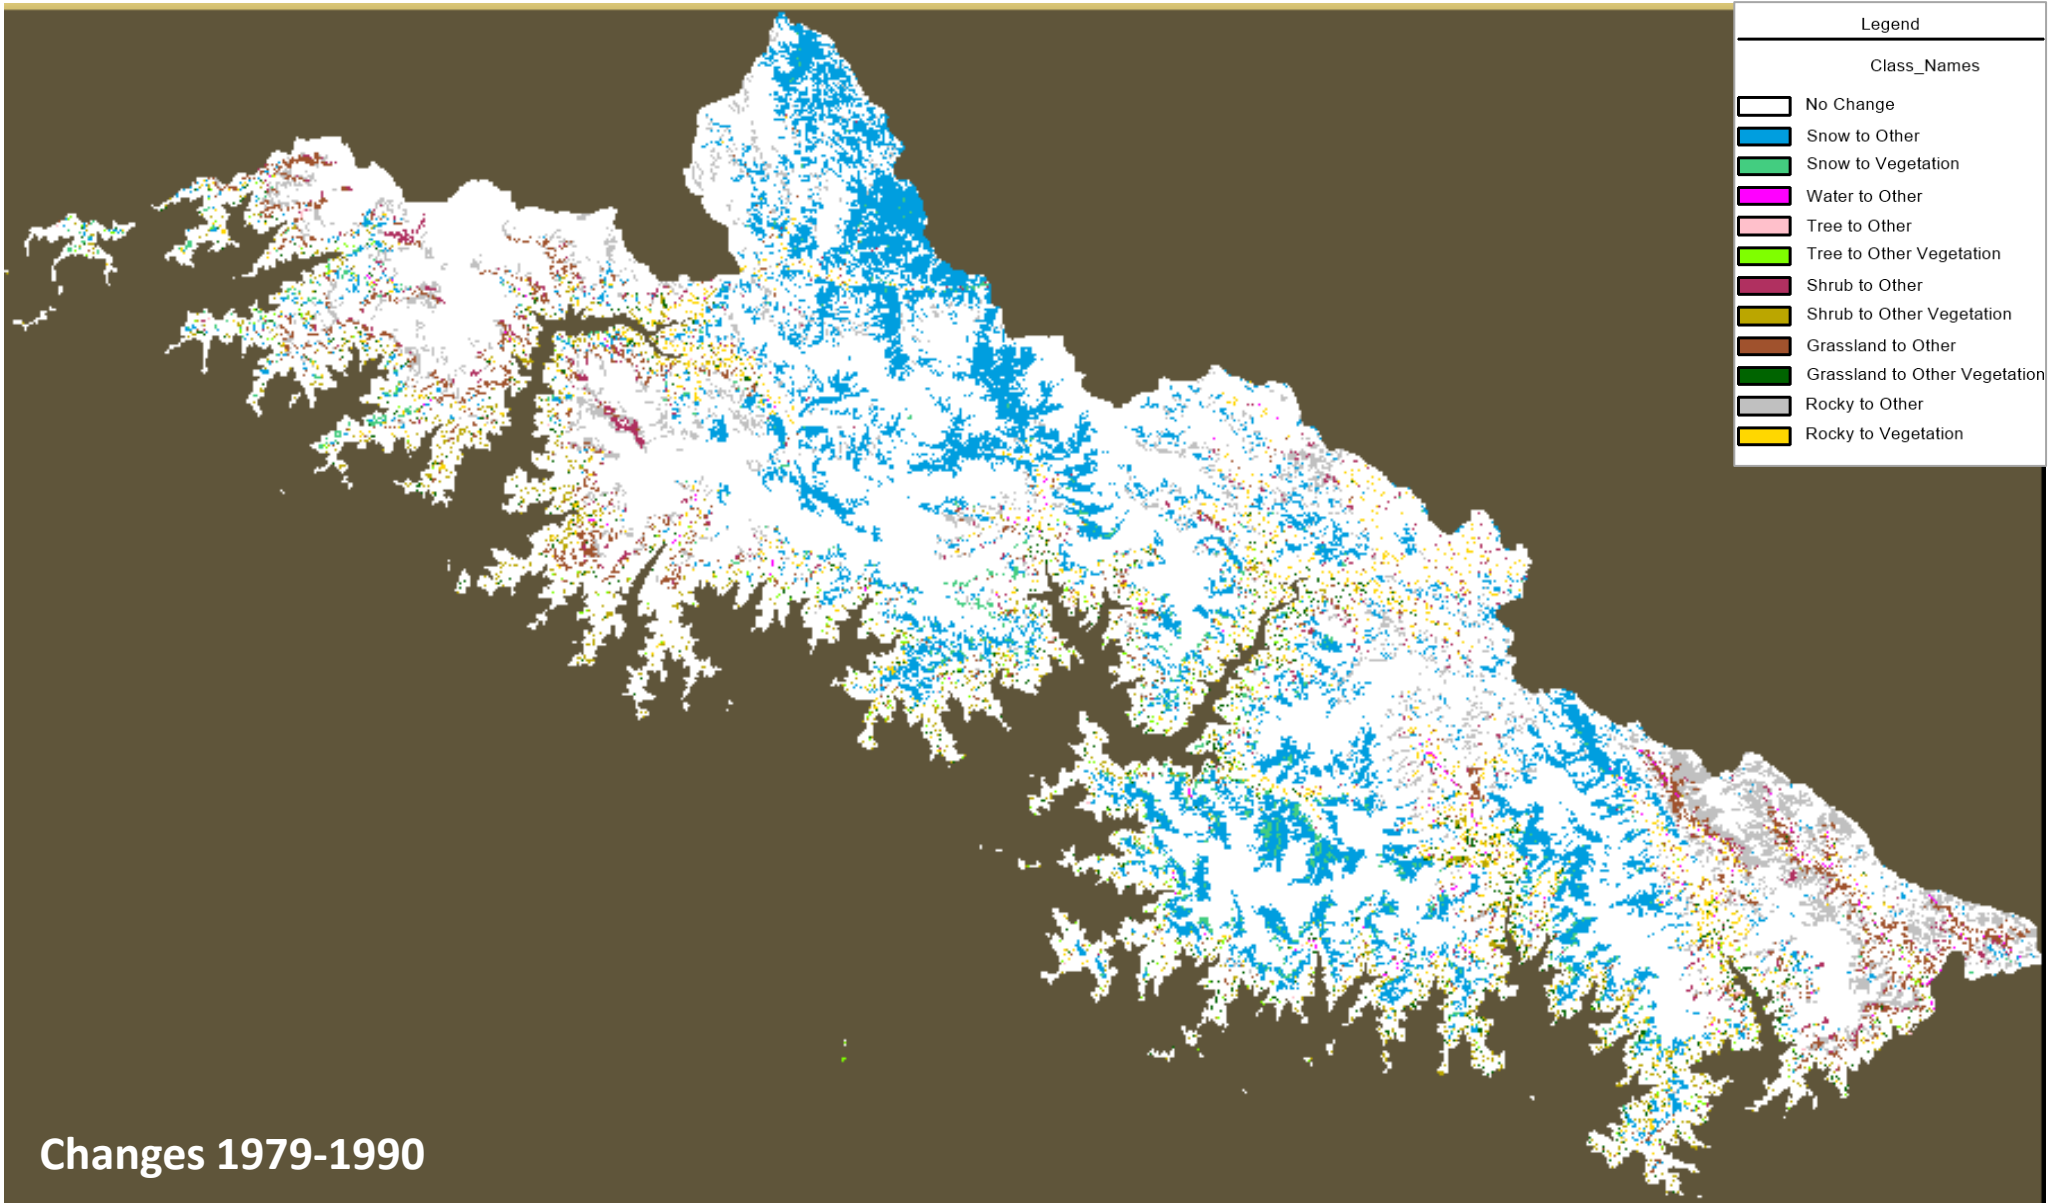 Legend
Class_Names
No Change
Snow to Other
Snow to Vegetation
Water to Other
Tree to Other
Tree to Other Vegetation
Shrub to Other
Shrub to Other Vegetation
Grassland to Other
Grassland to Other Vegetation
Rocky to Other
Rocky to Vegetation
Changes 1979-1990